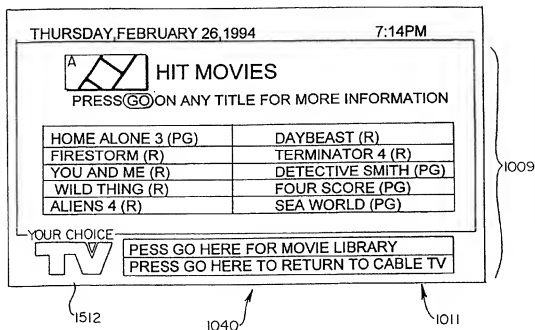 THURSDAY,FEBRUARY 26,1994 7:14PM
A
HIT MOVIES
PRESS GO ON ANY TITLE FOR MORE INFORMATION
HOME ALONE 3 (PG) DAYBEAST (R)
FIRESTORM (R) TERMINATOR 4 (R)
YOU AND ME (R) DETECTIVE SMITH (PG)
WILD THING (R) FOUR SCORE (PG)
ALIENS 4 (R) SEA WORLD (PG)
1009
YOUR CHOICE
TV
PESS GO HERE FOR MOVIE LIBRARY
PRESS GO HERE TO RETURN TO CABLE TV
1512 1040 1011